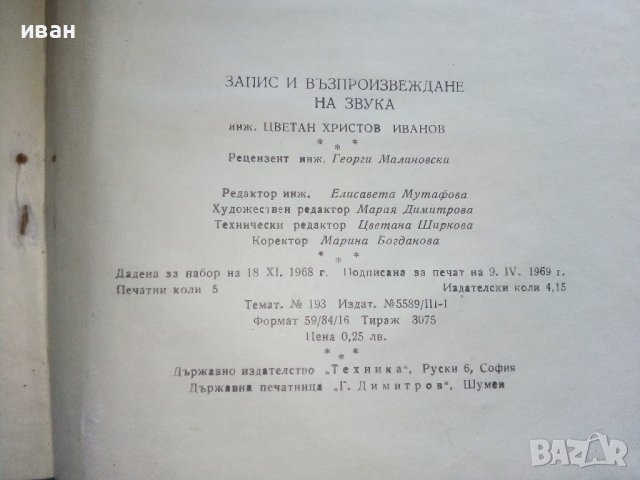 иван
ЗАПИС И ВЪЗПРОИЗВЕЖДАНЕ
НА ЗВУКА
инж. ЦВЕТАН ХРИСТОВ ИВАНОВ
* * *
Рецензент инж. Георги Малиновски
Редактор инж. Елисавета Мутафова
Художествен редактор Мария Димитрова
Технически редактор Цветана Ширкова
Коректор Марина Богданова
* * *
Дадена за набор на 18 XI. 1968 г. Подписана за печат на 9. IV. 1969 г.
Печатни коли 5 Издателски коли 4,15
Темат. № 193 Издат. №5589/III-1
Формат 59/84/16 Тираж 3075
Цена 0,25 лв.
* * *
Държавно издателство „Техника“, Руски 6, София
Държавна печатница „Г. Димитров“, Шумен
BAZAR